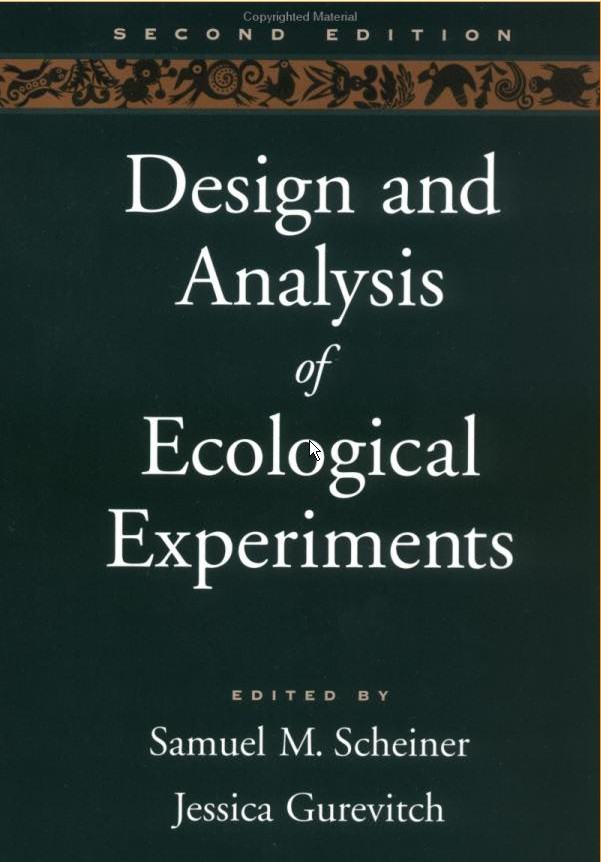 Copyrighted Material
SECOND EDITION
Design and
Analysis
of
Ecological
Experiments
EDITED BY
Samuel M. Scheiner
Jessica Gurevitch